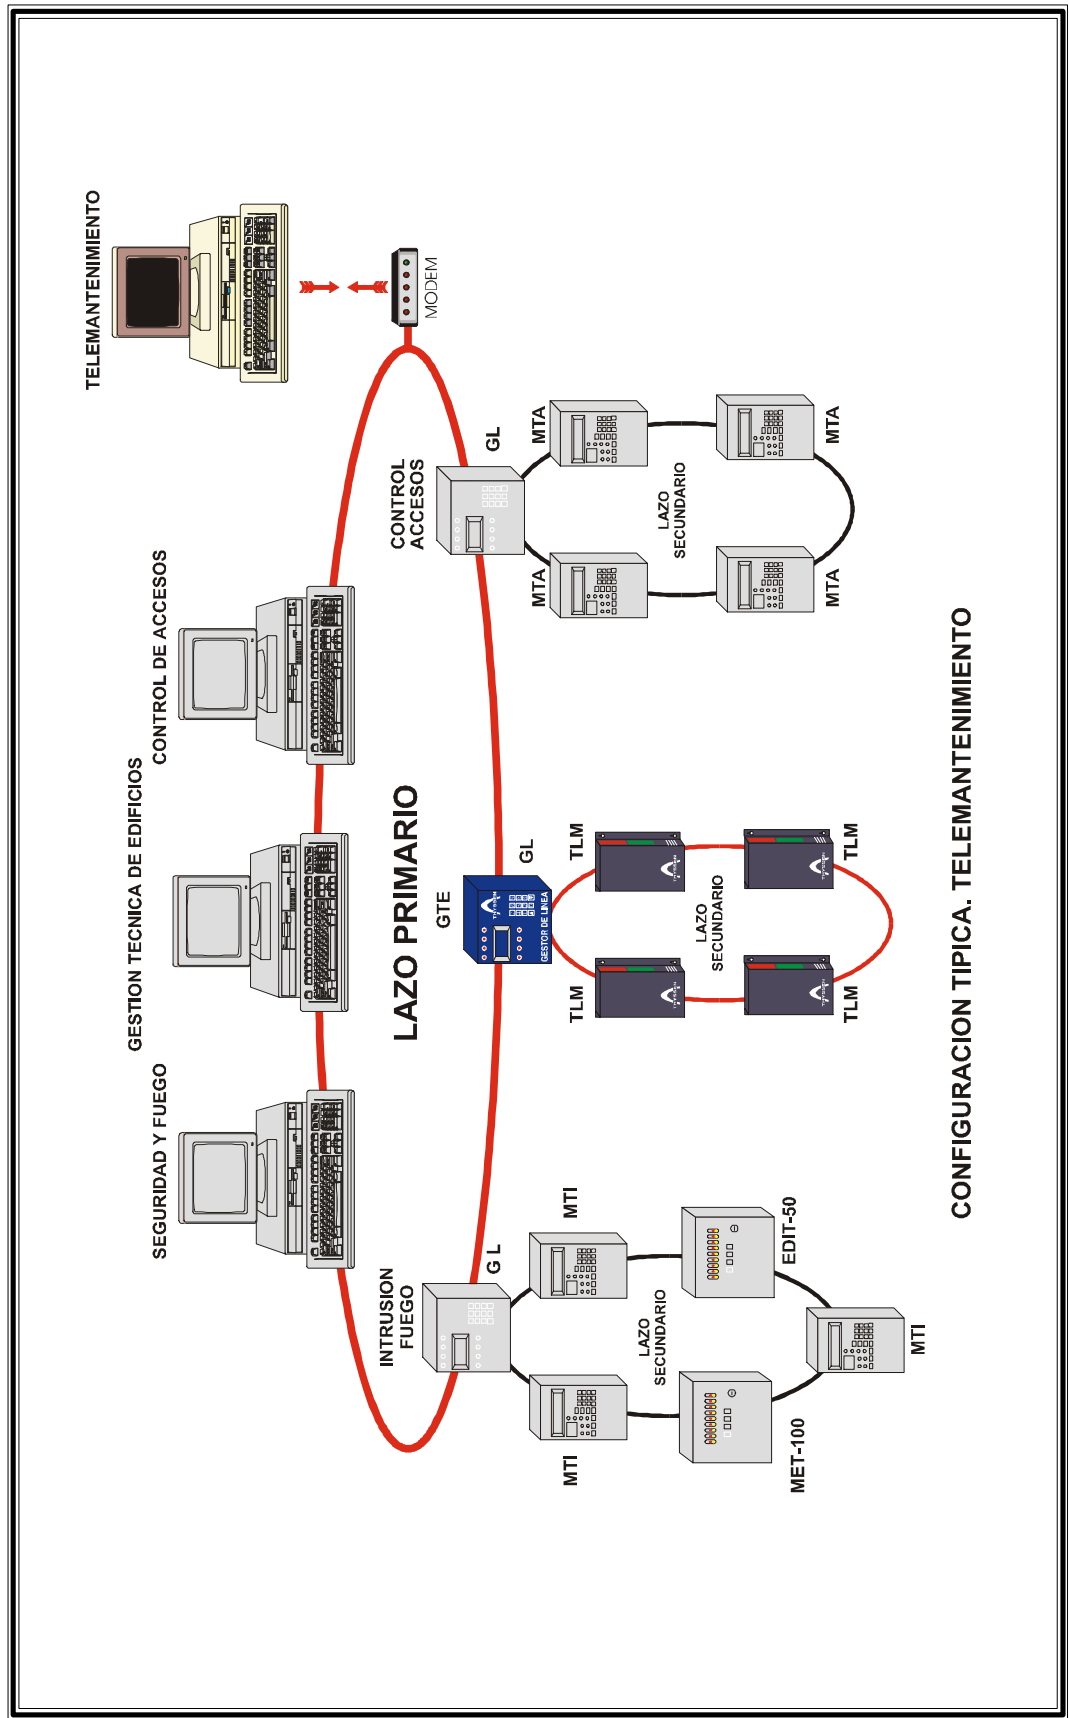 SEGURIDAD Y FUEGO
GESTION TECNICA DE EDIFICIOS
CONTROL DE ACCESOS
TELEMANTENIMIENTO
MODEM
LAZO PRIMARIO
INTRUSION
FUEGO
G L
GTE
GL
CONTROL
ACCESOS
GL
GESTOR DE LINEA
MTI
MTI
LAZO
SECUNDARIO
MET-100
EDIT-50
MTI
TLM
TLM
LAZO
SECUNDARIO
TLM
TLM
MTA
MTA
LAZO
SECUNDARIO
MTA
MTA
CONFIGURACION TIPICA. TELEMANTENIMIENTO